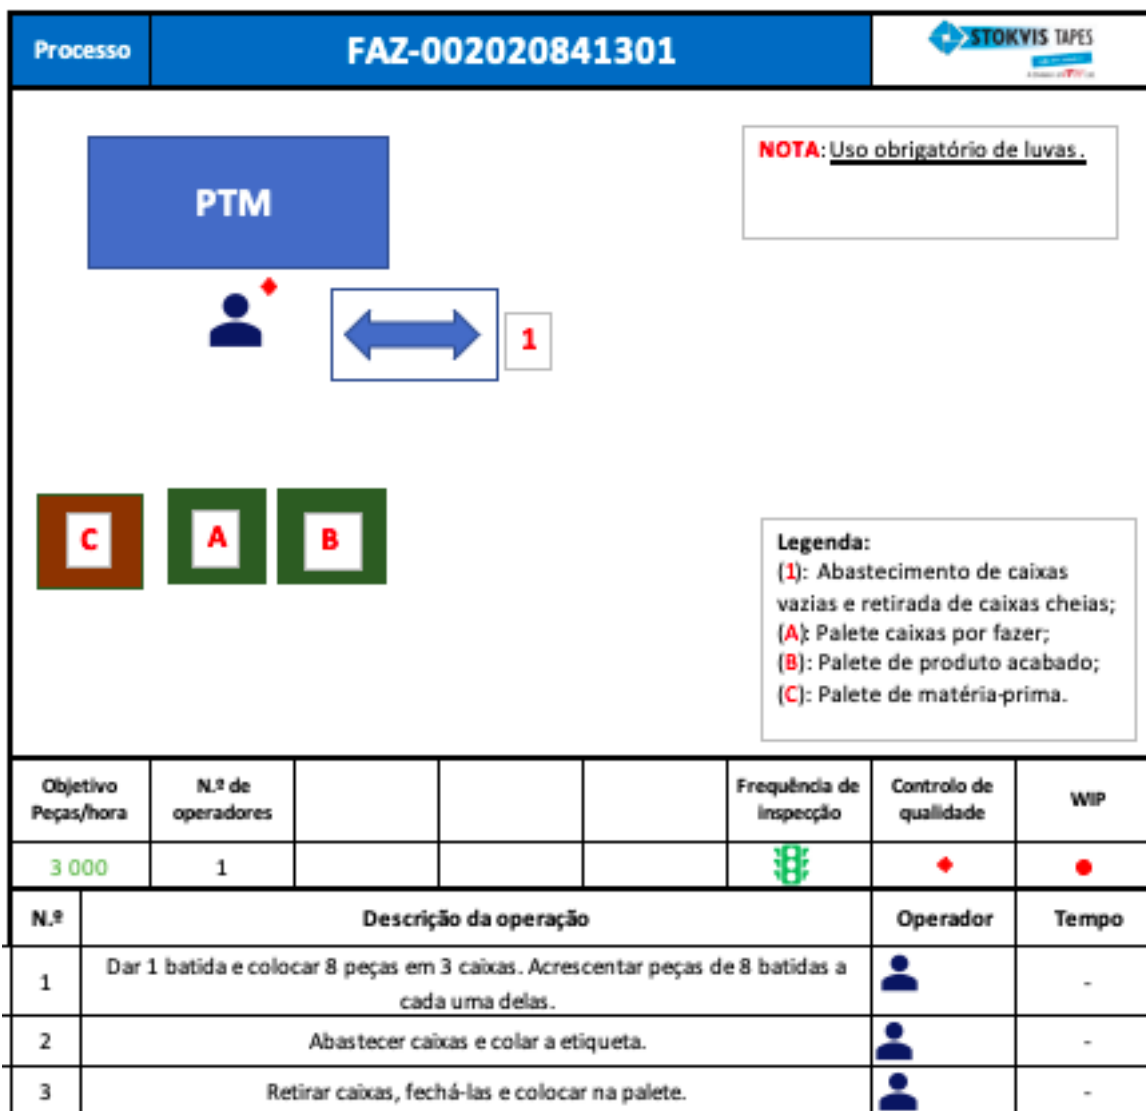 Processo
FAZ-002020841301
STOKVIS TAPES
PTM
NOTA: Uso obrigatório de luvas.
1
C
A
B
Legenda:
(1): Abastecimento de caixas
vazias e retirada de caixas cheias;
(A): Palete caixas por fazer;
(B): Palete de produto acabado;
(C): Palete de matéria-prima.
Objetivo
Peças/hora
N.º de
operadores
Frequência de
inspecção
Controlo de
qualidade
WIP
3 000
1
N.º
Descrição da operação
Operador
Tempo
1
Dar 1 batida e colocar 8 peças em 3 caixas. Acrescentar peças de 8 batidas a
cada uma delas.
-
2
Abastecer caixas e colar a etiqueta.
-
3
Retirar caixas, fechá-las e colocar na palete.
-